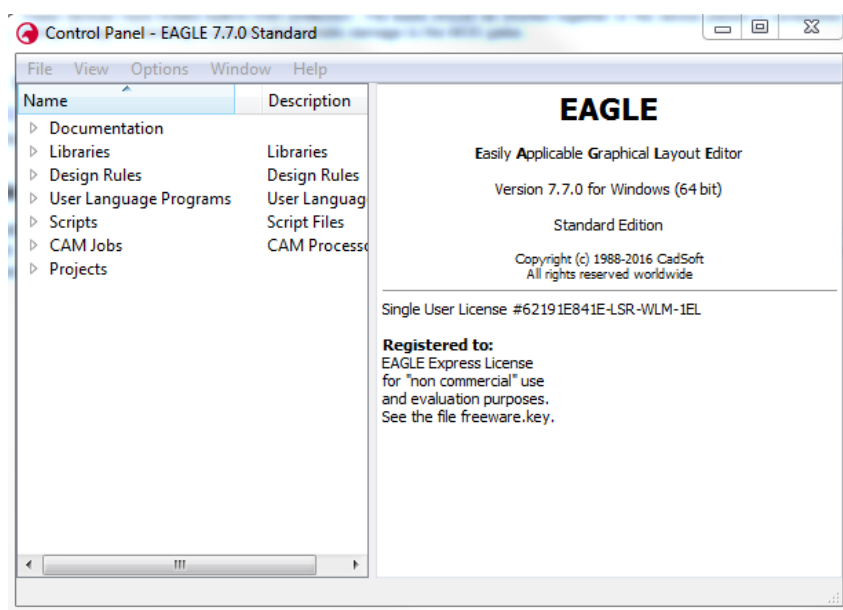 Control Panel - EAGLE 7.7.0 Standard
File View Options Window Help
Name Description
Documentation
Libraries Libraries
Design Rules Design Rules
User Language Programs User Languag
Scripts Script Files
CAM Jobs CAM Process
Projects
EAGLE
Easily Applicable Graphical Layout Editor
Version 7.7.0 for Windows (64 bit)
Standard Edition
Copyright (c) 1988-2016 CadSoft
All rights reserved worldwide
Single User License #62191E841E-LSR-WLM-1EL
Registered to:
EAGLE Express License
for "non commercial" use
and evaluation purposes.
See the file freeware.key.